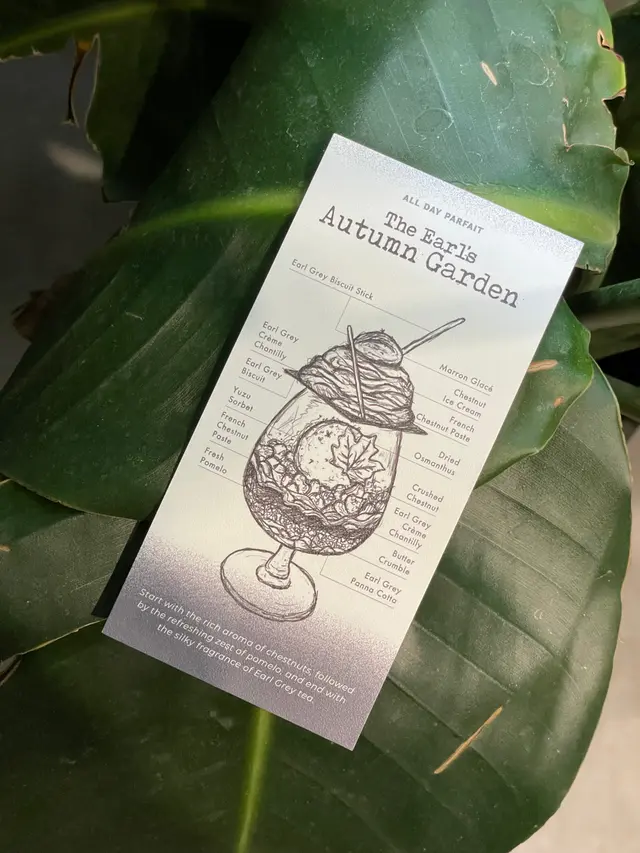 ALL DAY PARFAIT
The Earl's
Autumn Garden
Earl Grey Biscuit Stick
Earl Grey
Crème
Chantilly
Earl Grey
Biscuit
Yuzu
Sorbet
French
Chestnut
Paste
Fresh
Pomelo
Marron Glacé
Chestnut
Ice Cream
French
Chestnut Paste
Dried
Osmanthus
Crushed
Chestnut
Earl Grey
Crème
Chantilly
Butter
Crumble
Earl Grey
Panna Cotta
Start with the rich aroma of chestnuts, followed
by the refreshing zest of pomelo, and end with
the silky fragrance of Earl Grey tea.